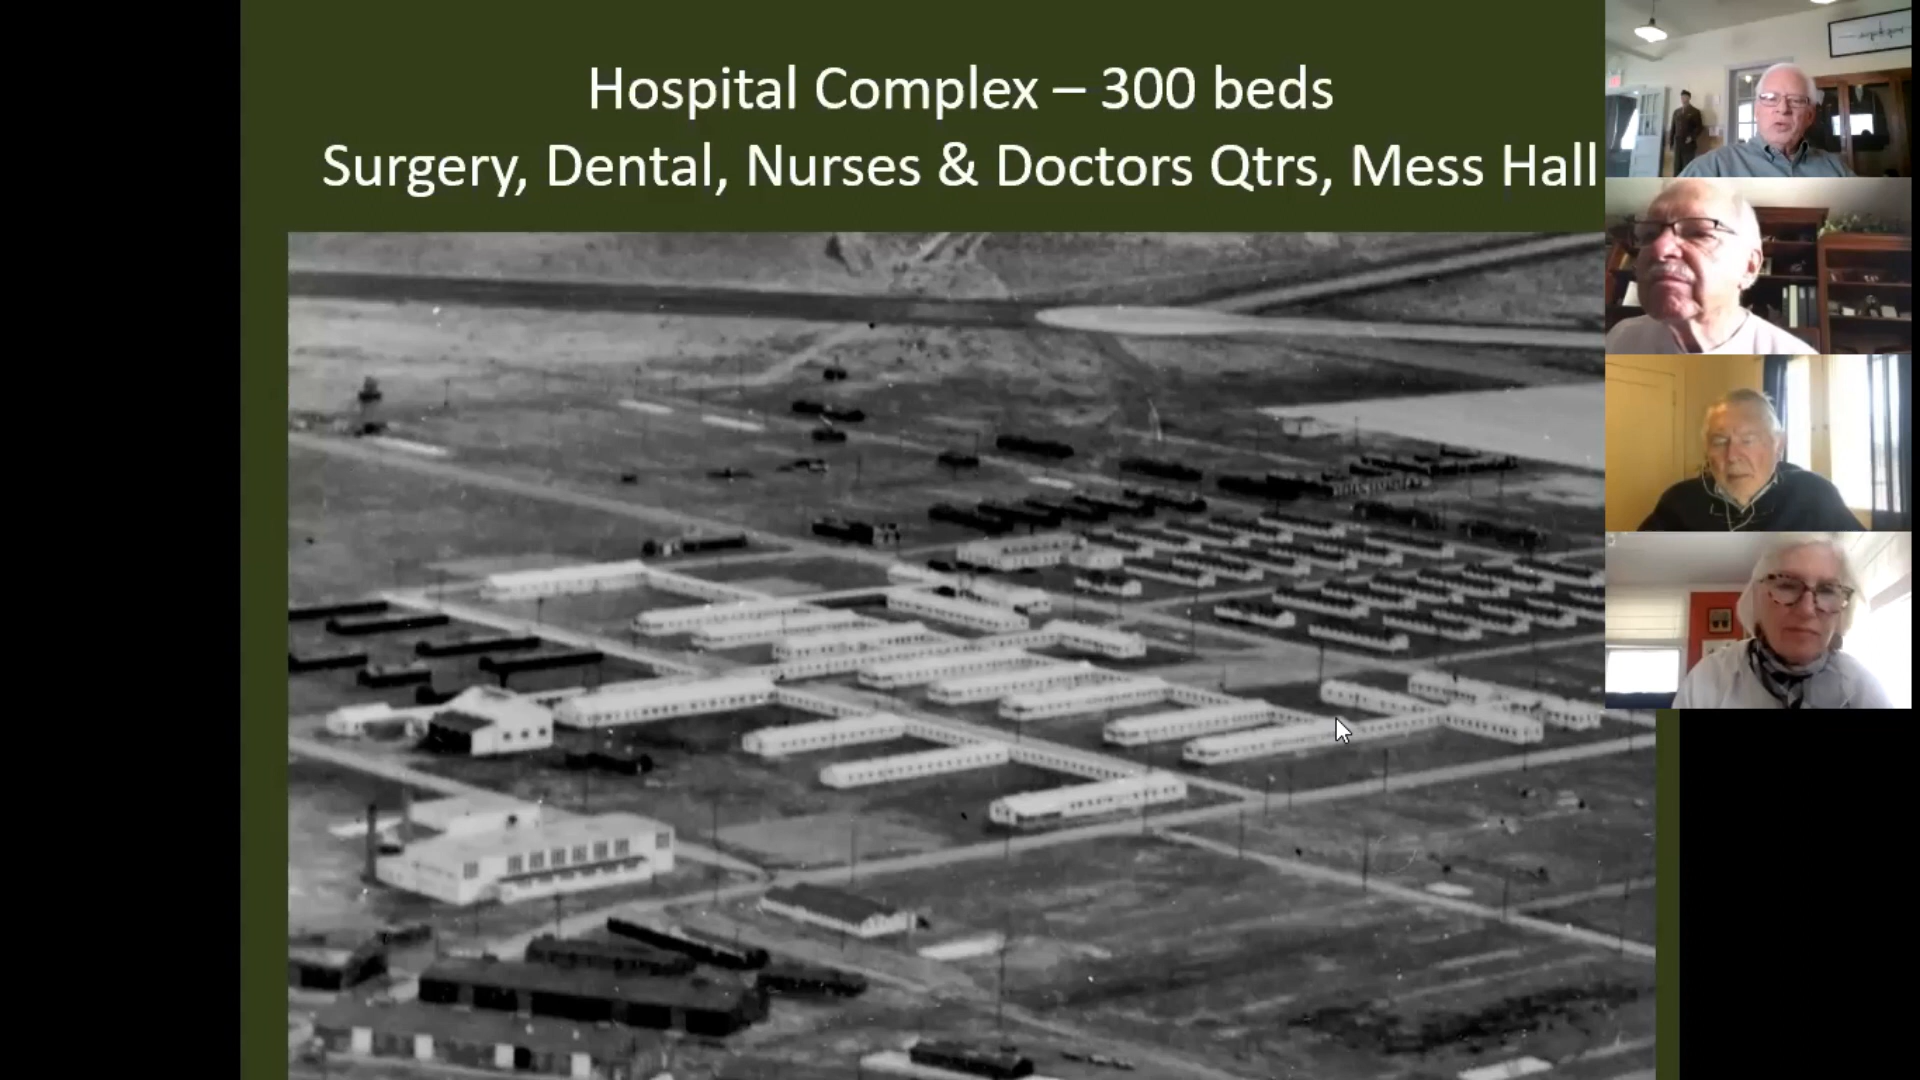 Hospital Complex – 300 beds
Surgery, Dental, Nurses & Doctors Qtrs, Mess Hall